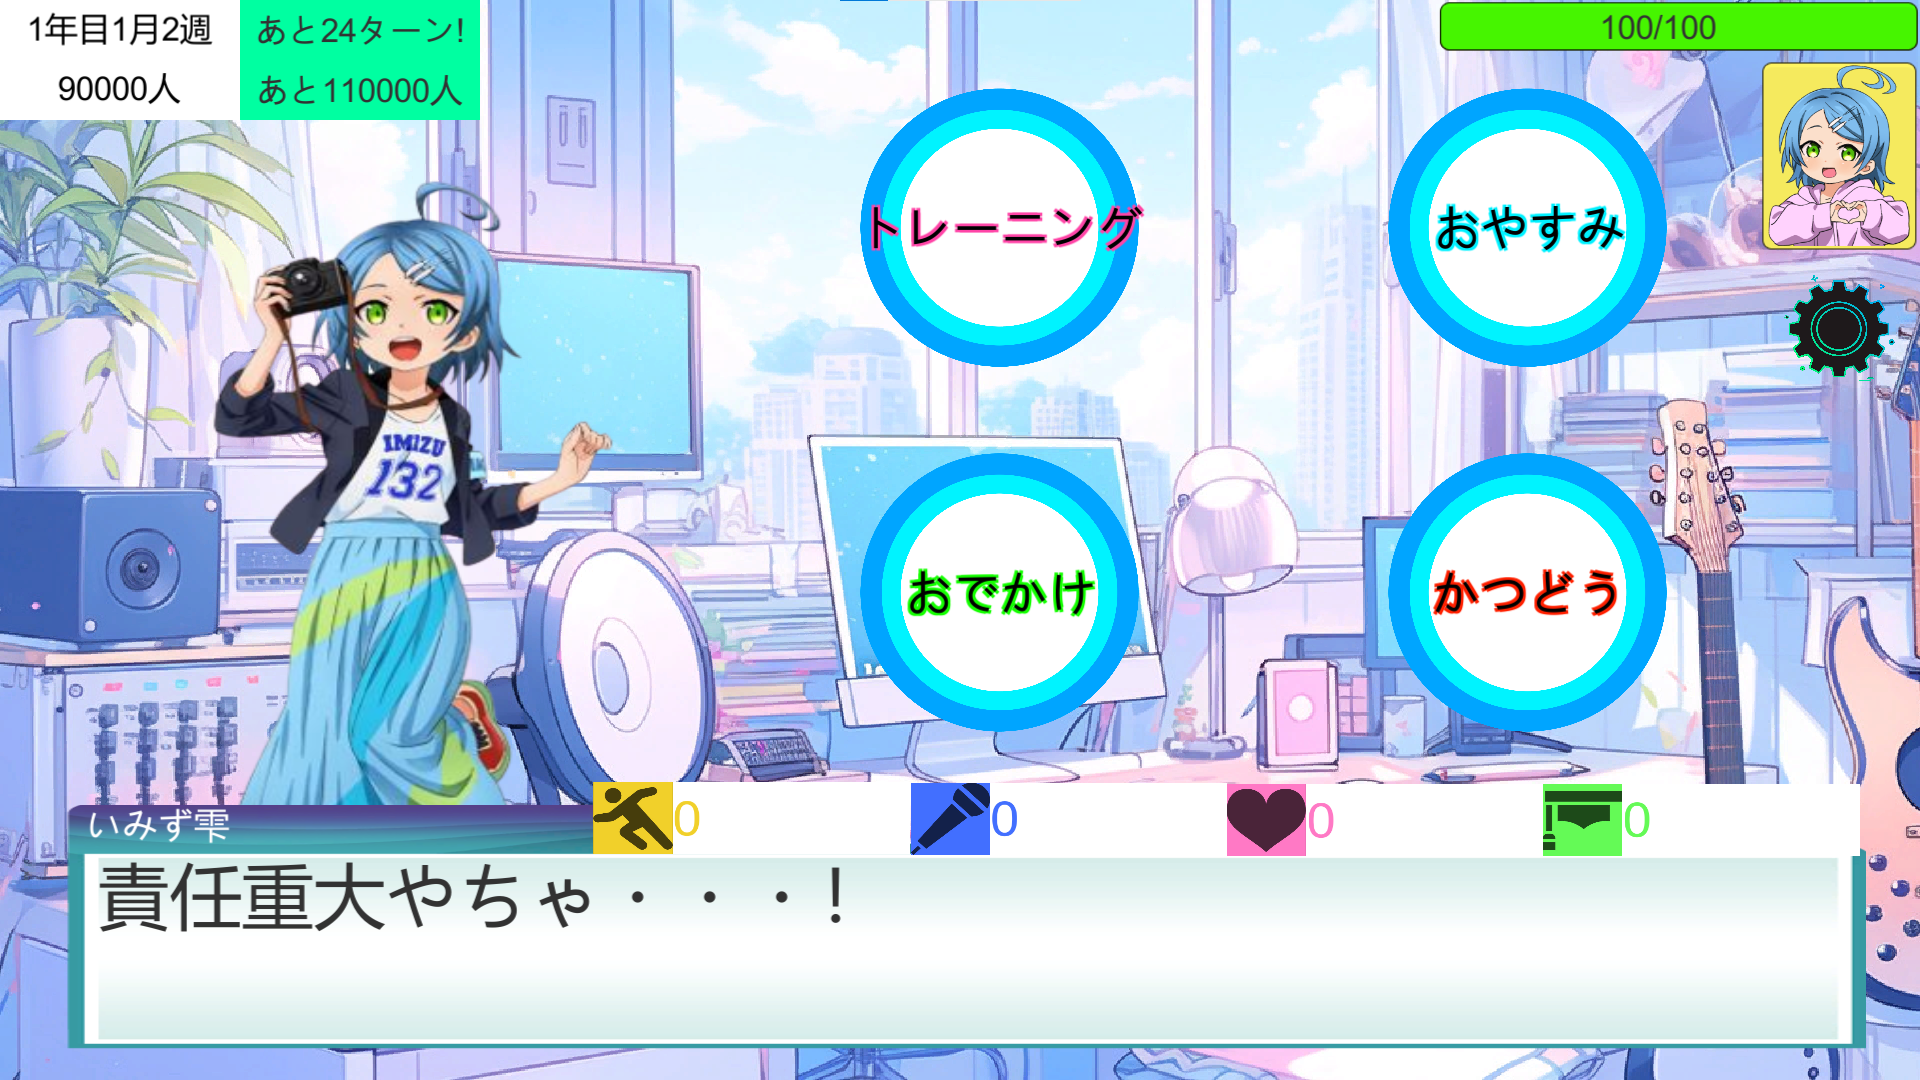 1年目1月2週
90000人
あと24ターン!
あと110000人
100/100
トレーニング
おやすみ
おでかけ
かつどう
IMIZU
132
いみず雫
0
0
0
0
責任重大やちゃ・・・！